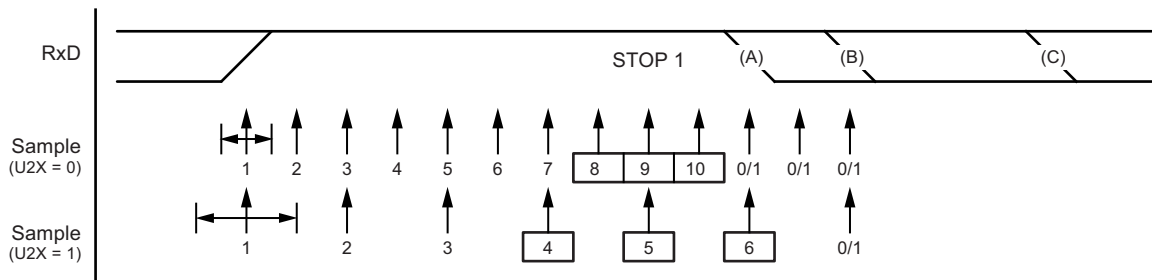 RxD STOP 1 (A) (B) (C)
Sample
(U2X = 0)
1 2 3 4 5 6 7 8 9 10 0/1 0/1 0/1
Sample
(U2X = 1)
1 2 3 4 5 6 0/1